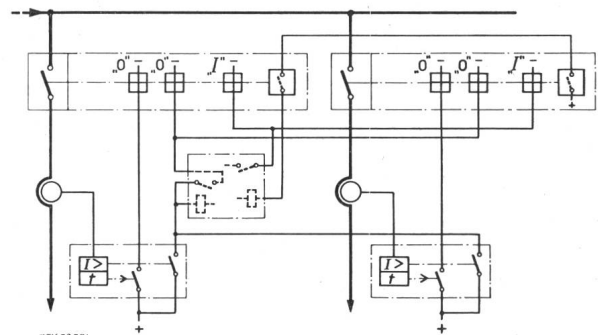 „0" – „0" – „I" – „0" – „0" – „I" –
+
I> I>
t t
+ +